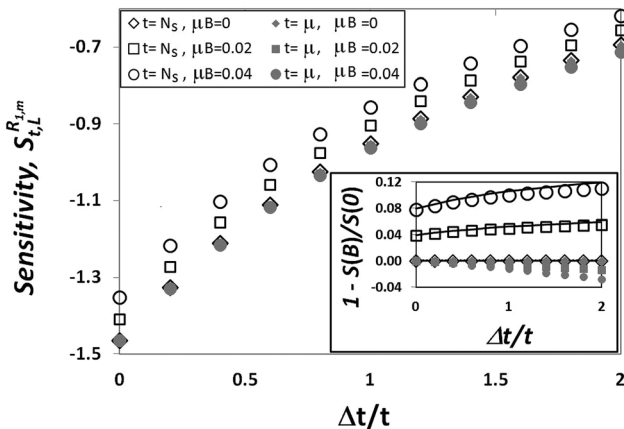 -0.7
-0.9
-1.1
-1.3
-1.5
Sensitivity, S_{t,L}^{R_{1,m}}
t= N_S , μB=0
t= μ, μB=0
t= N_S , μB=0.02
t= μ, μB=0.02
t= N_S , μB=0.04
t= μ, μB=0.04
0.12
0.08
0.04
0.00
-0.04
1 - S(B)/S(0)
0 1 2
Δt/t
0 0.5 1 1.5 2
Δt/t